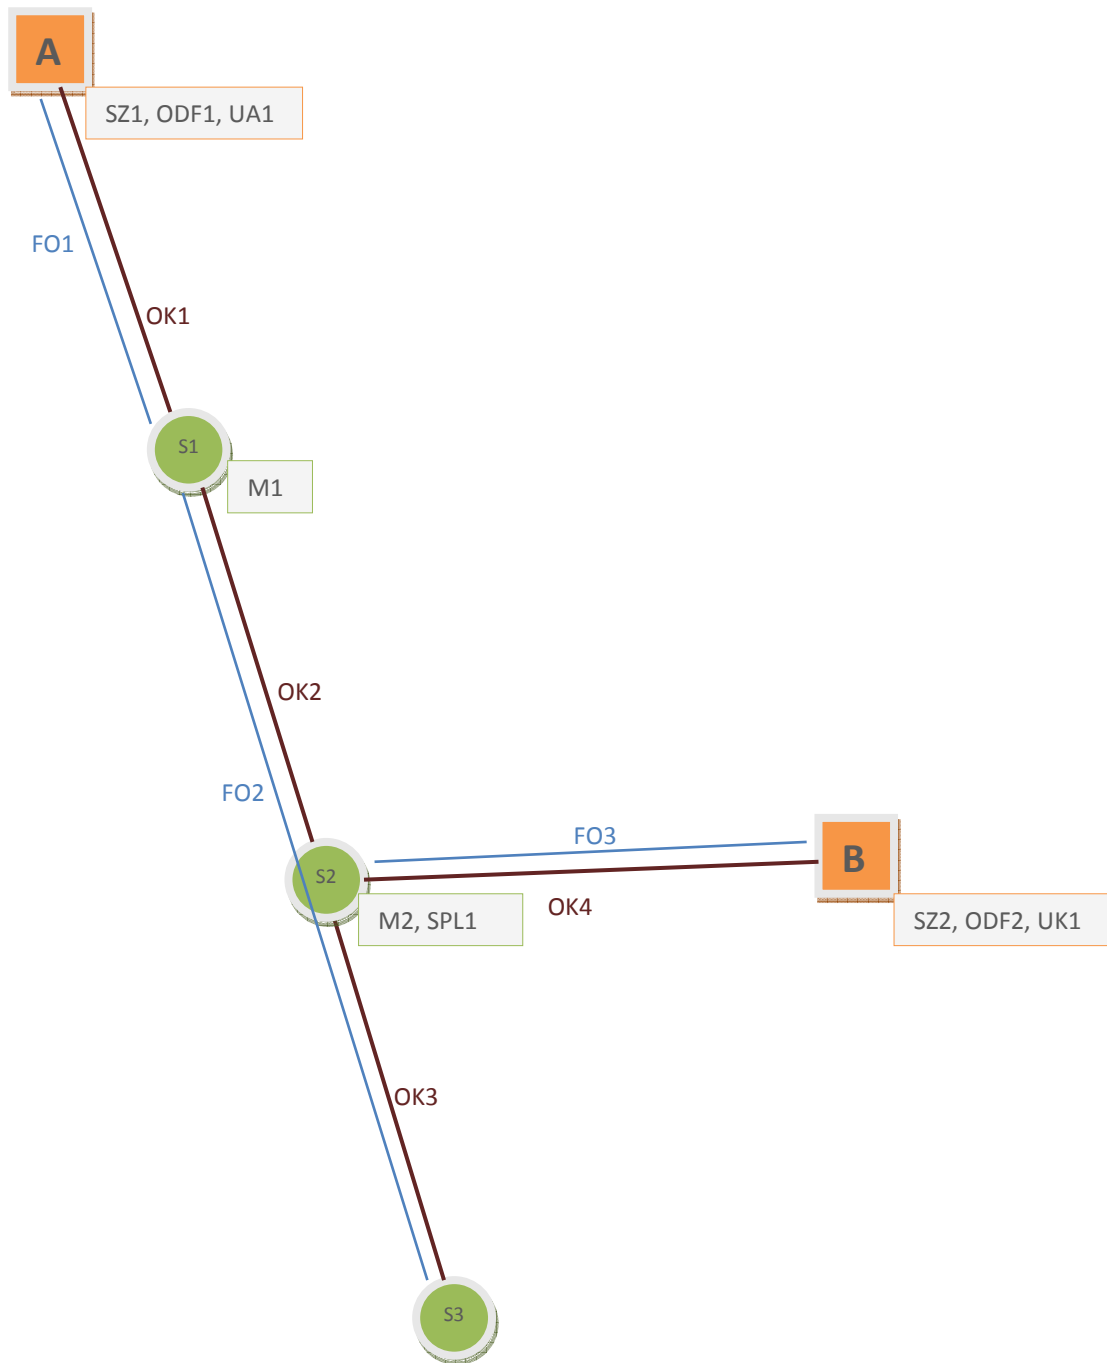 A
SZ1, ODF1, UA1
FO1
OK1
S1
M1
OK2
FO2
FO3
S2
B
OK4
M2, SPL1
SZ2, ODF2, UK1
OK3
S3